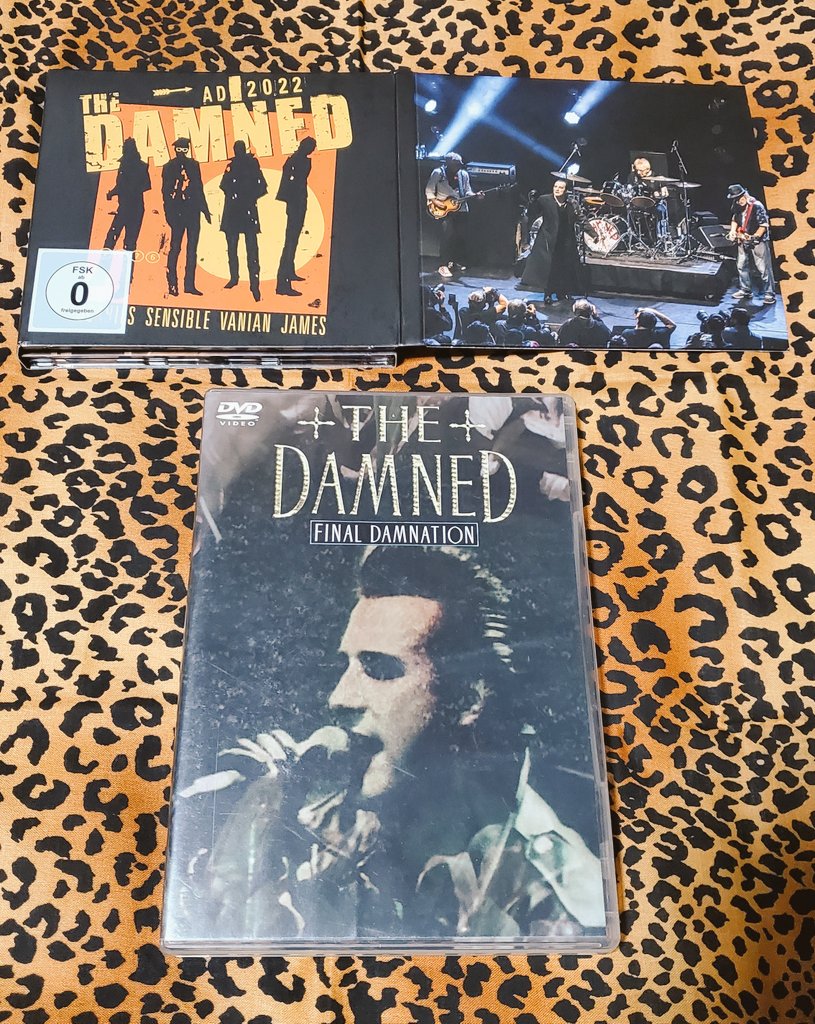 AD 2022
THE
DAMNED
FSK
ab
0
freigegeben
SENSIBLE VANIAN JAMES
DVD
VIDEO
THE
DAMNED
FINAL DAMNATION